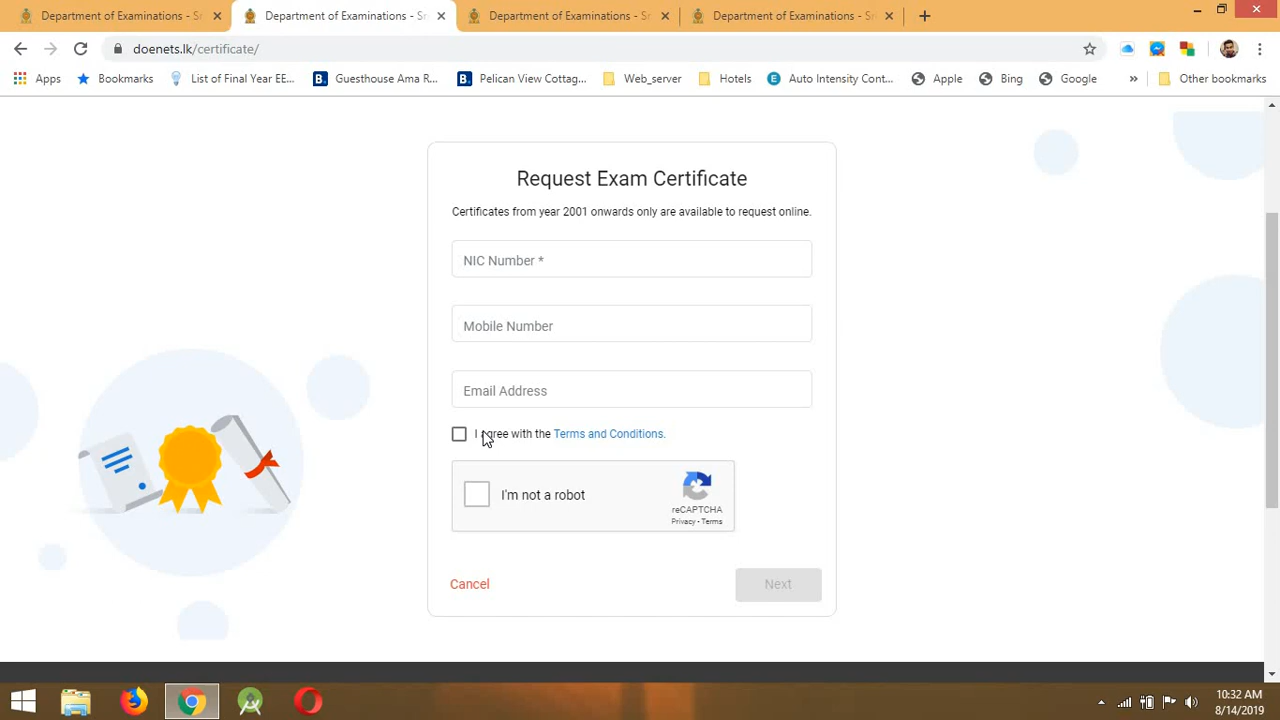 Department of Examinations - Sr
Department of Examinations - Sr
Department of Examinations - Sr
Department of Examinations - Sr
doenets.lk/certificate/
Apps
Bookmarks
List of Final Year EE...
Guesthouse Ama R...
Pelican View Cottag...
Web_server
Hotels
Auto Intensity Cont...
Apple
Bing
Google
»
Other bookmarks
Request Exam Certificate
Certificates from year 2001 onwards only are available to request online.
NIC Number *
Mobile Number
Email Address
I agree with the Terms and Conditions.
I'm not a robot
reCAPTCHA
Privacy - Terms
Cancel
Next
10:32 AM
8/14/2019